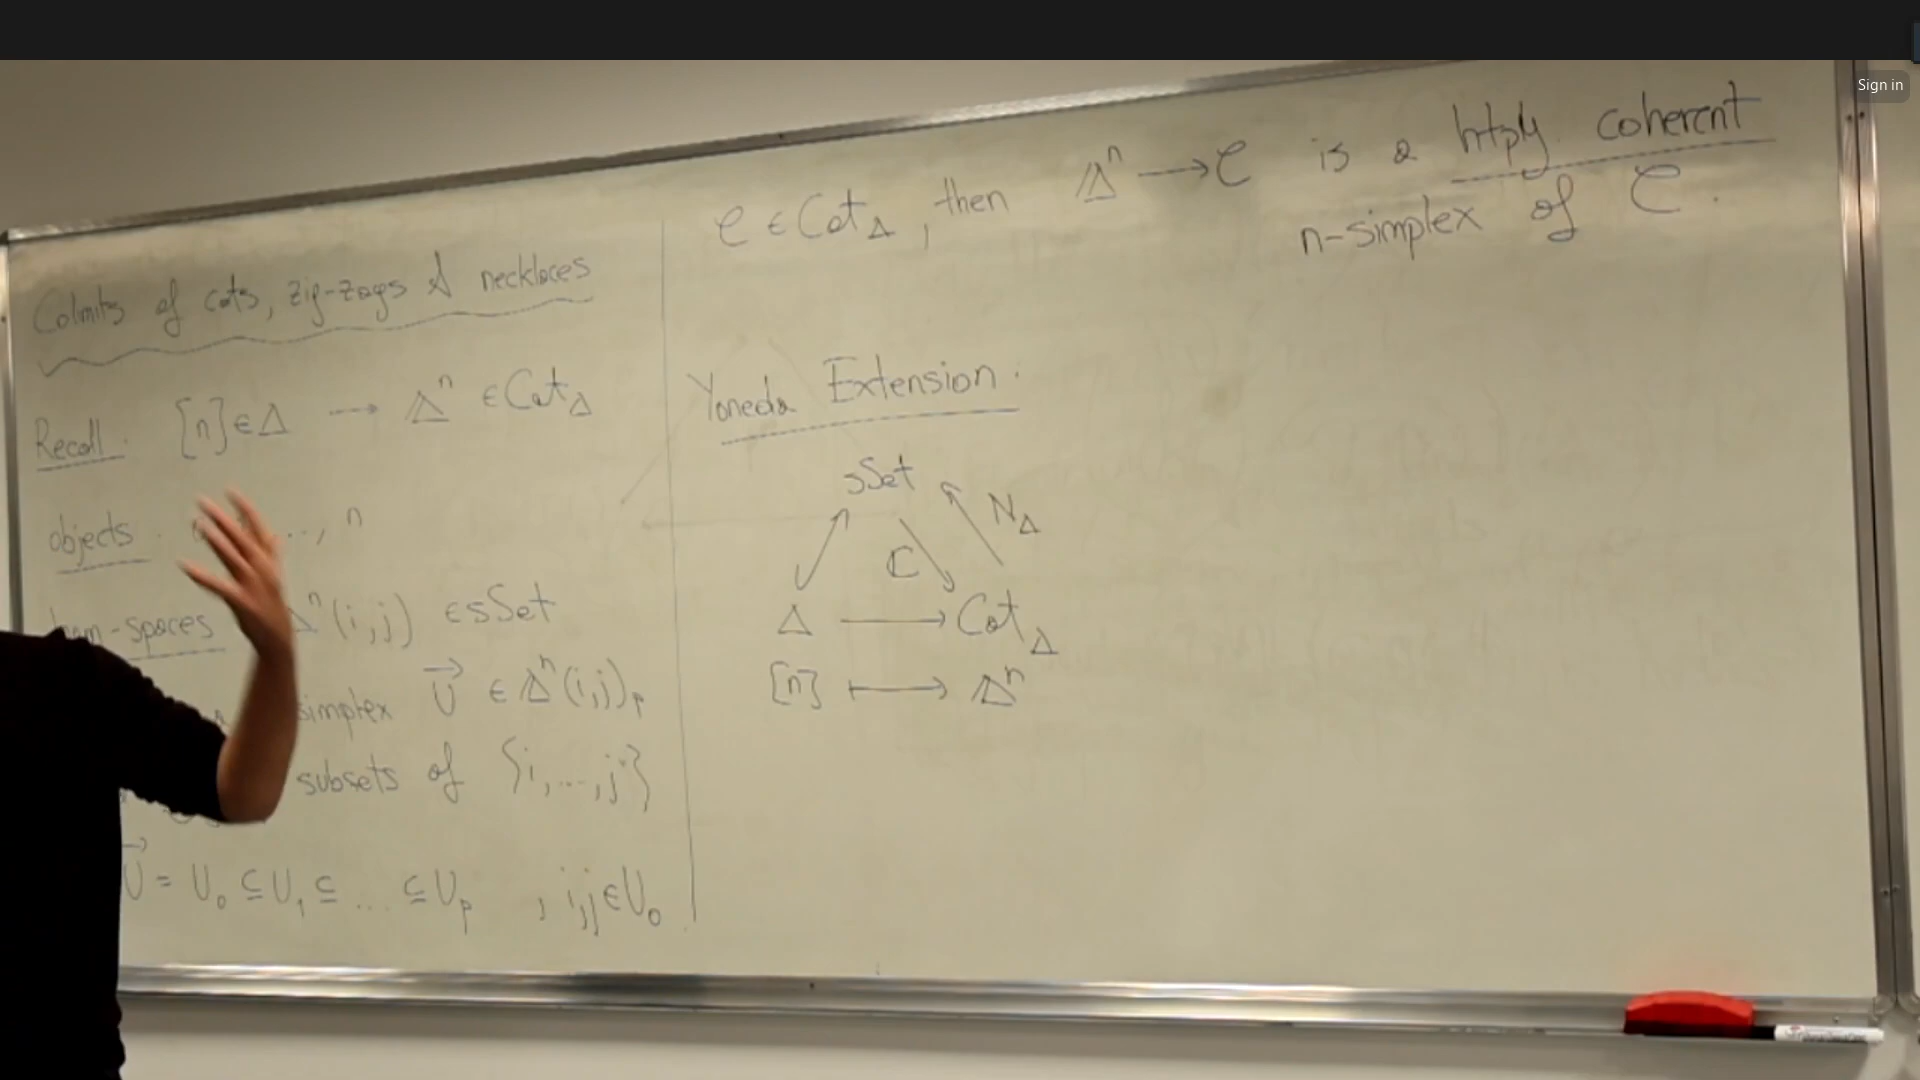 Colimits of cats, zig-zags & necklaces
Recall. [n] ∈ Δ → Δⁿ ∈ Cat_Δ
objects . ..., n
-spaces Δⁿ(i,j) ∈ sSet
simplex U⃗ ∈ Δⁿ(i,j)_p
subsets of {i,...,j}
U⃗ = U₀ ⊆ U₁ ⊆ ... ⊆ U_p , i,j ∈ U₀
C ∈ Cat_Δ, then Δⁿ → C is a htpy. coherent
n-simplex of C.
Yoneda Extension.
sSet
C N_Δ
Δ → Cat_Δ
[n] ↦ Δⁿ
Sign in